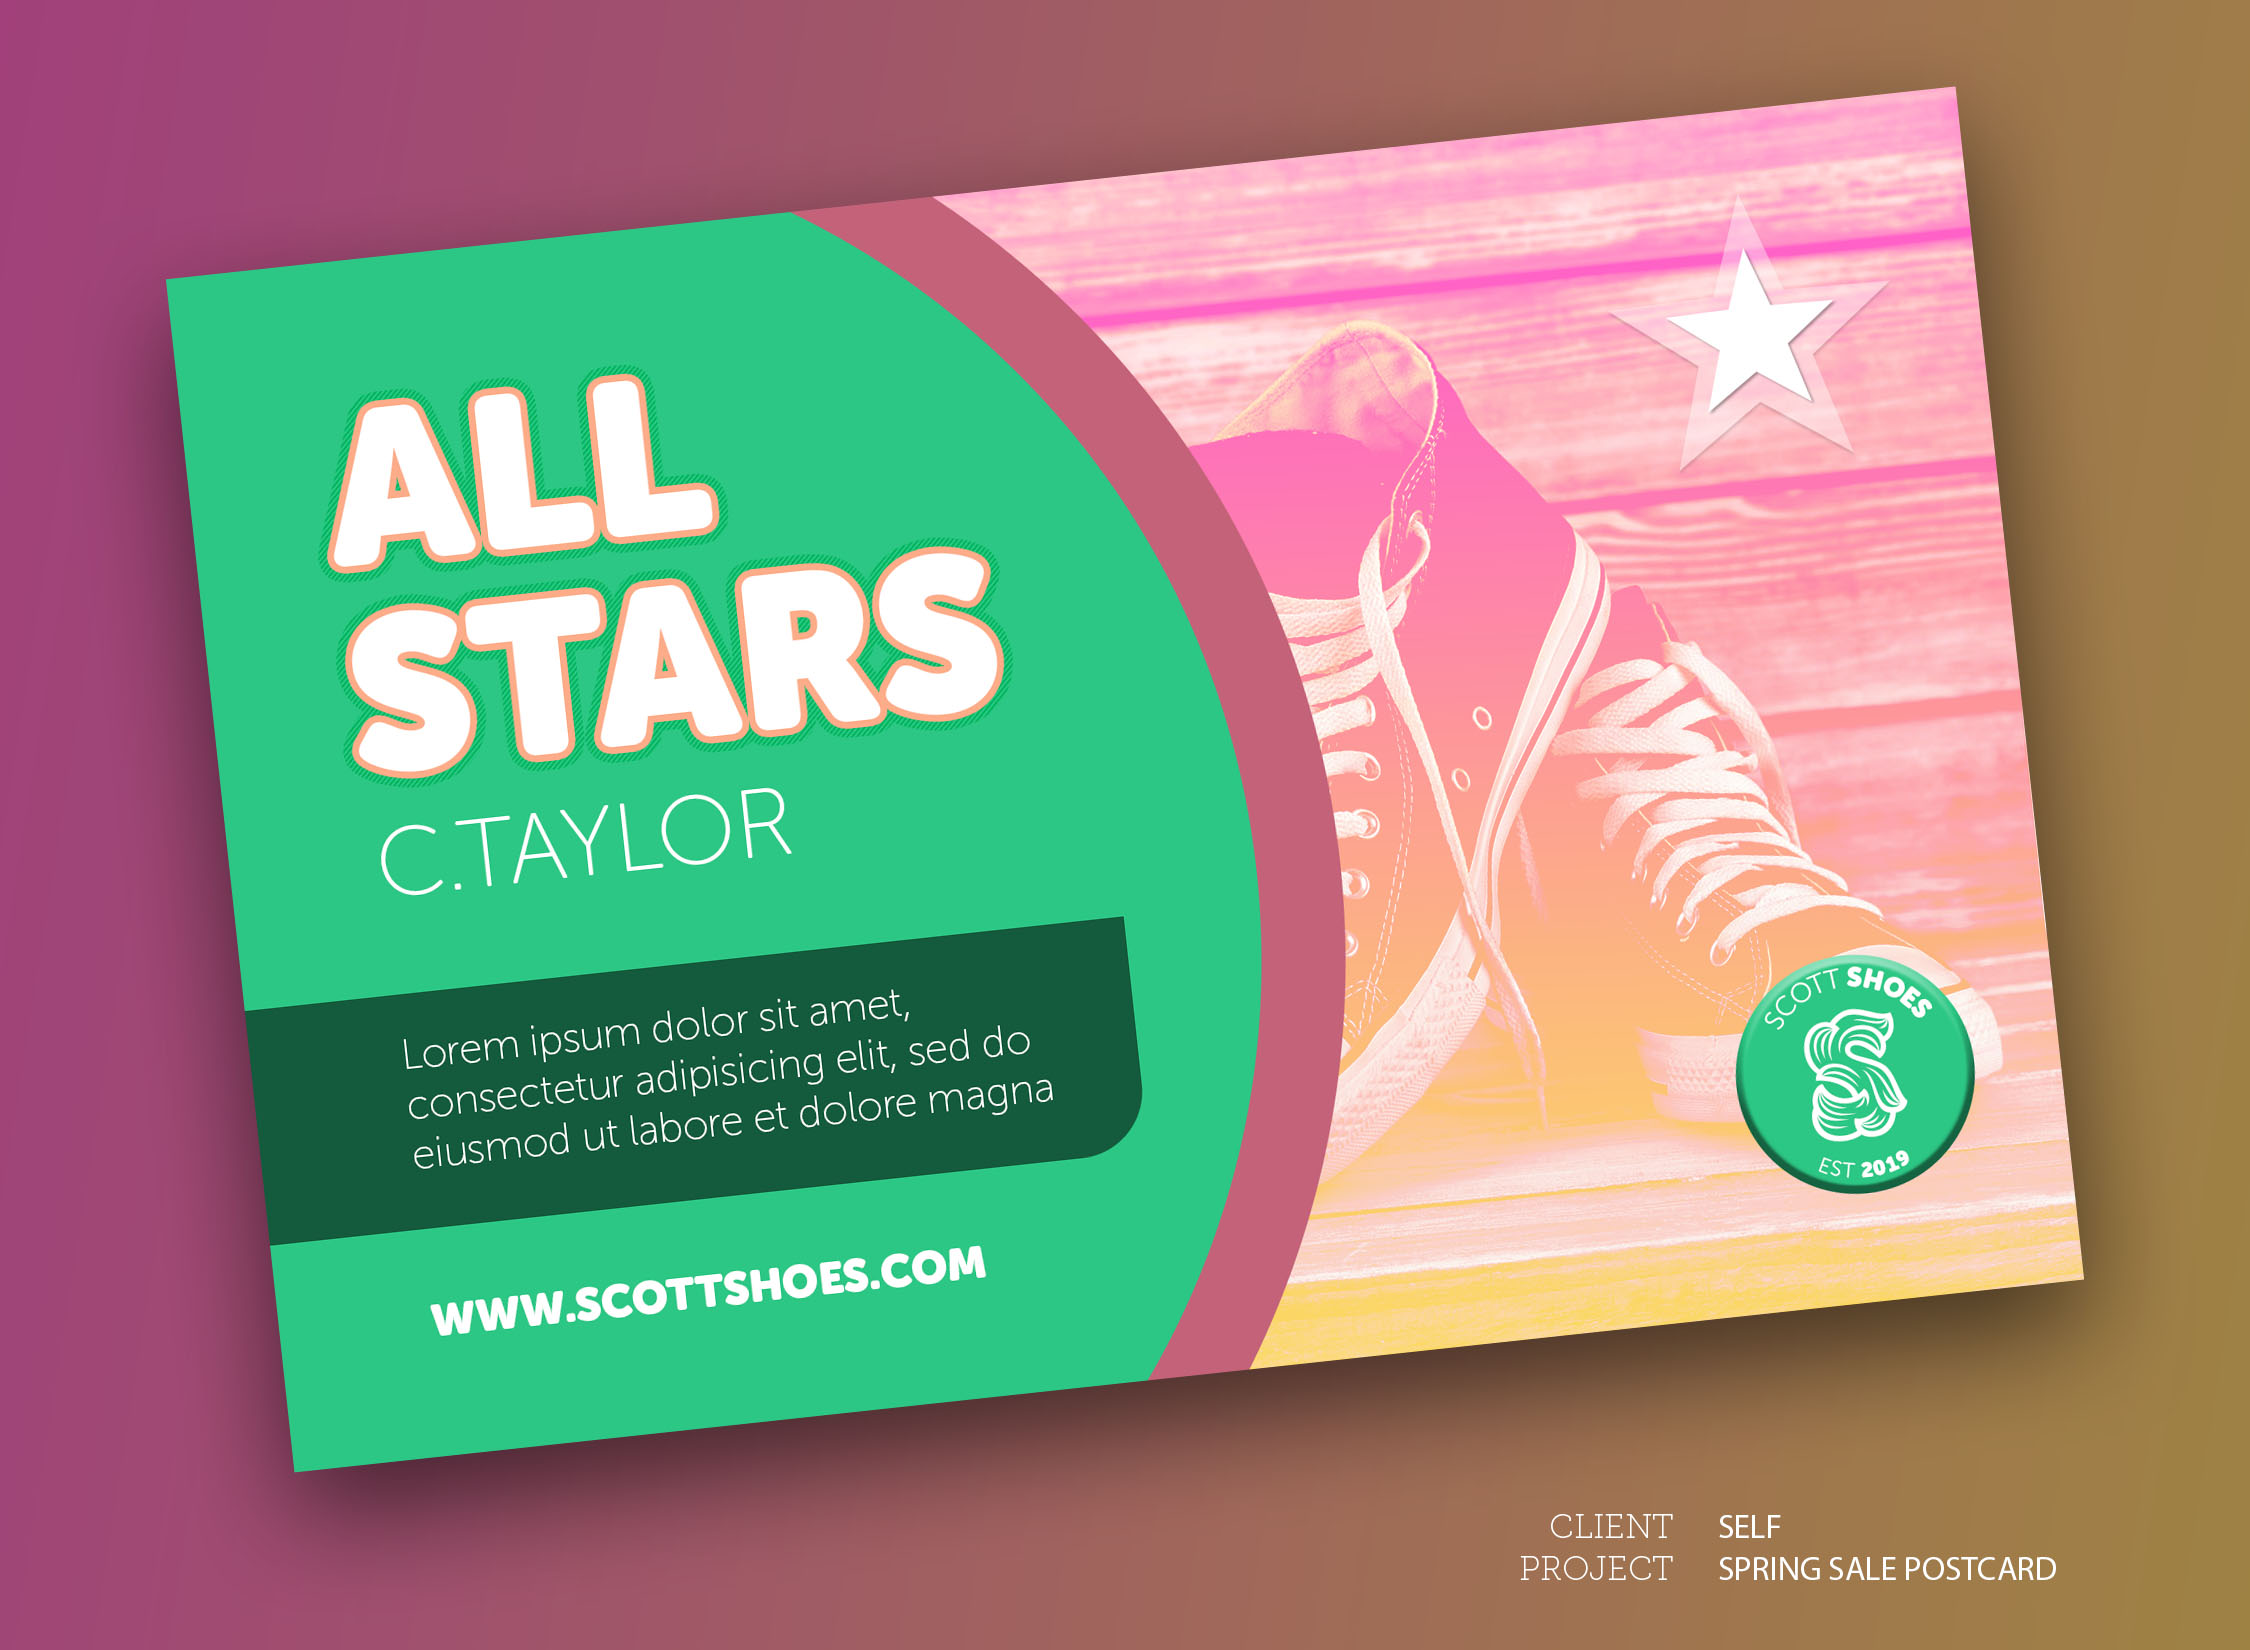 ALL
STARS
C.TAYLOR
Lorem ipsum dolor sit amet,
consectetur adipisicing elit, sed do
eiusmod ut labore et dolore magna
WWW.SCOTTSHOES.COM
SCOTT SHOES
EST 2019
CLIENT SELF
PROJECT SPRING SALE POSTCARD